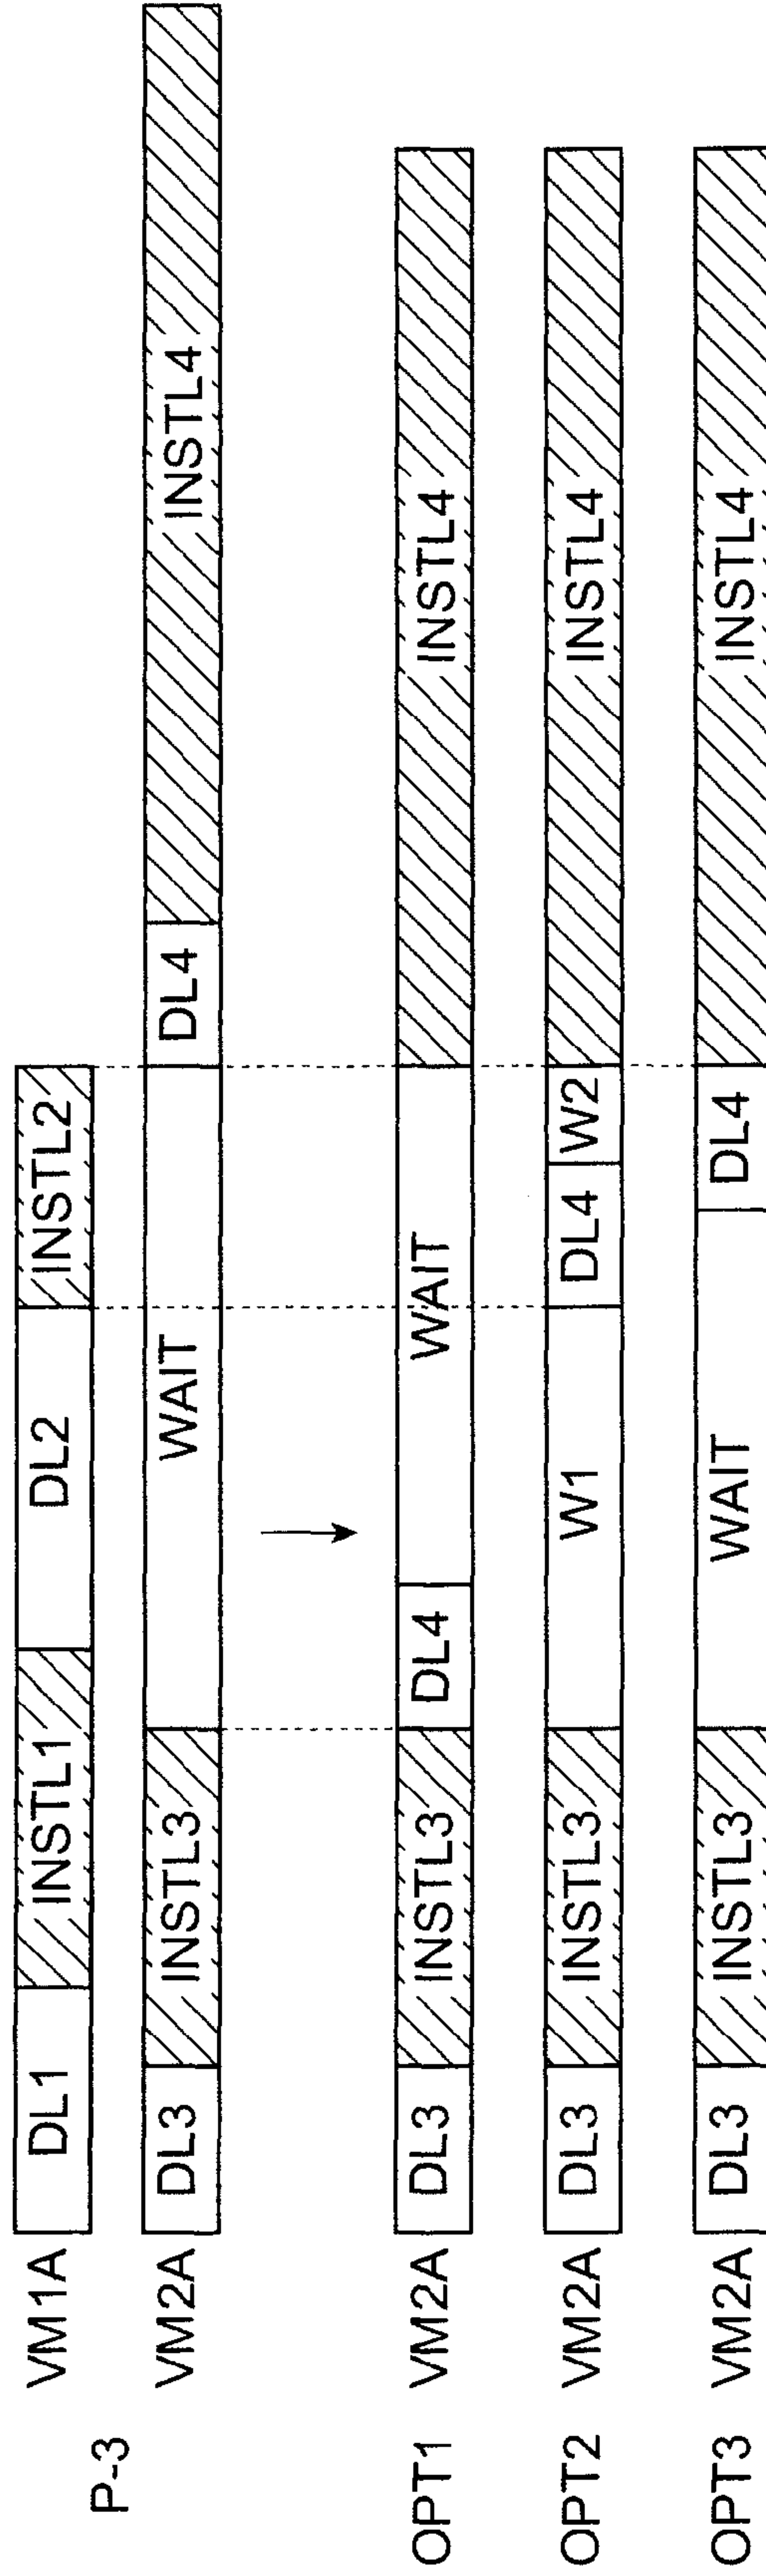 P-3
VM1A DL1 INSTL1 DL2 INSTL2
VM2A DL3 INSTL3 WAIT DL4 INSTL4
OPT1 VM2A DL3 INSTL3 DL4 WAIT INSTL4
OPT2 VM2A DL3 INSTL3 W1 DL4 W2 INSTL4
OPT3 VM2A DL3 INSTL3 WAIT DL4 INSTL4